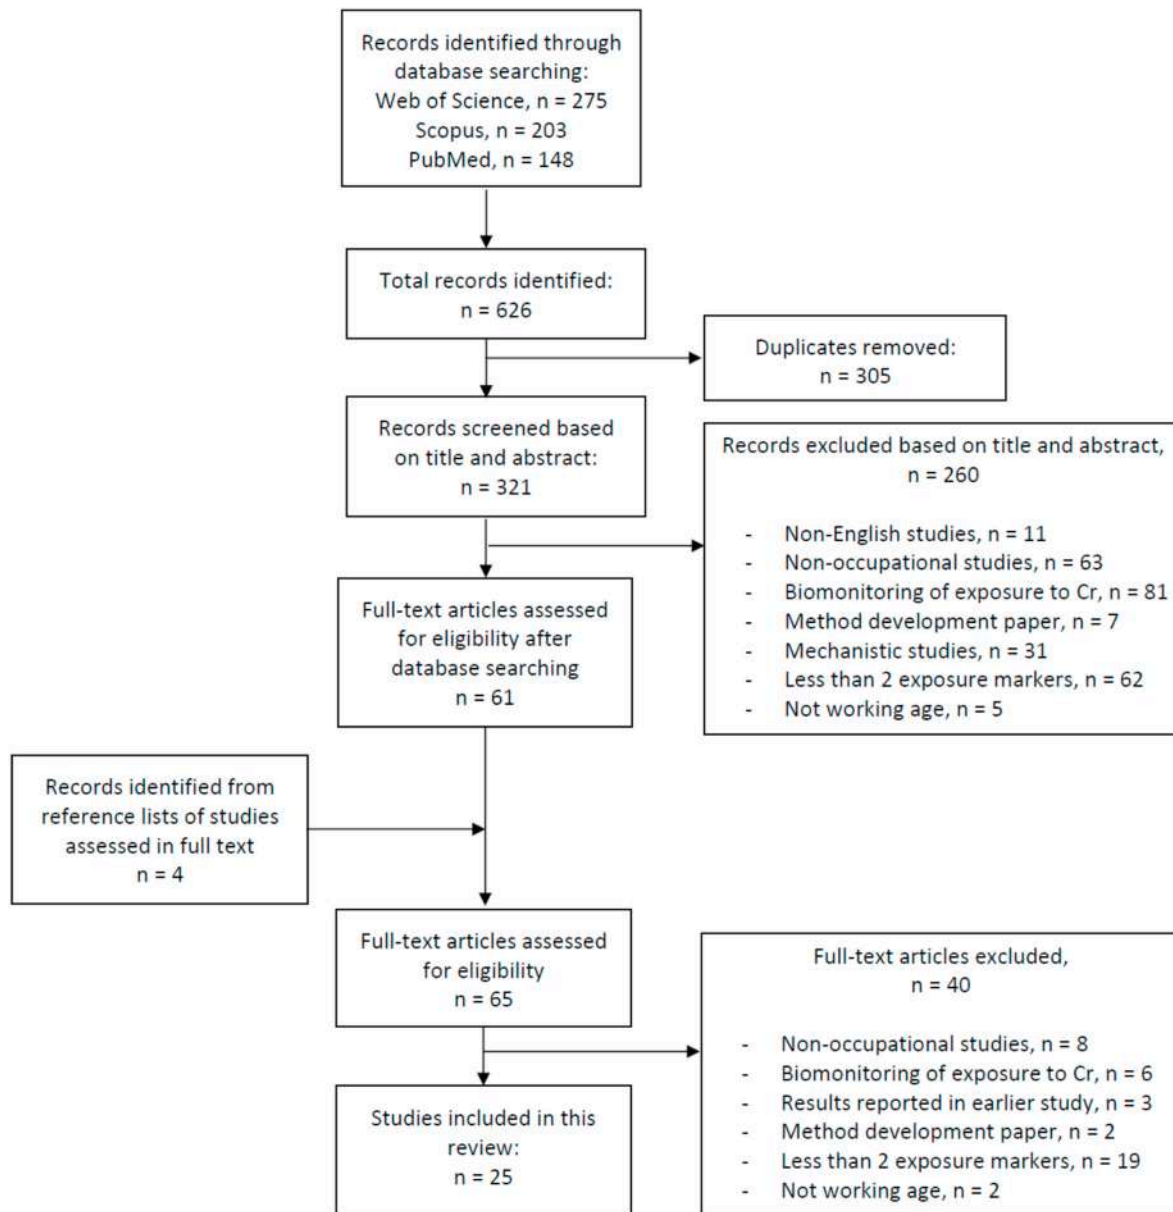 Records identified through
database searching:
Web of Science, n = 275
Scopus, n = 203
PubMed, n = 148
Total records identified:
n = 626
Duplicates removed:
n = 305
Records screened based
on title and abstract:
n = 321
Records excluded based on title and abstract,
n = 260
- Non-English studies, n = 11
- Non-occupational studies, n = 63
- Biomonitoring of exposure to Cr, n = 81
- Method development paper, n = 7
- Mechanistic studies, n = 31
- Less than 2 exposure markers, n = 62
- Not working age, n = 5
Full-text articles assessed
for eligibility after
database searching
n = 61
Records identified from
reference lists of studies
assessed in full text
n = 4
Full-text articles assessed
for eligibility
n = 65
Full-text articles excluded,
n = 40
- Non-occupational studies, n = 8
- Biomonitoring of exposure to Cr, n = 6
- Results reported in earlier study, n = 3
- Method development paper, n = 2
- Less than 2 exposure markers, n = 19
- Not working age, n = 2
Studies included in this
review:
n = 25